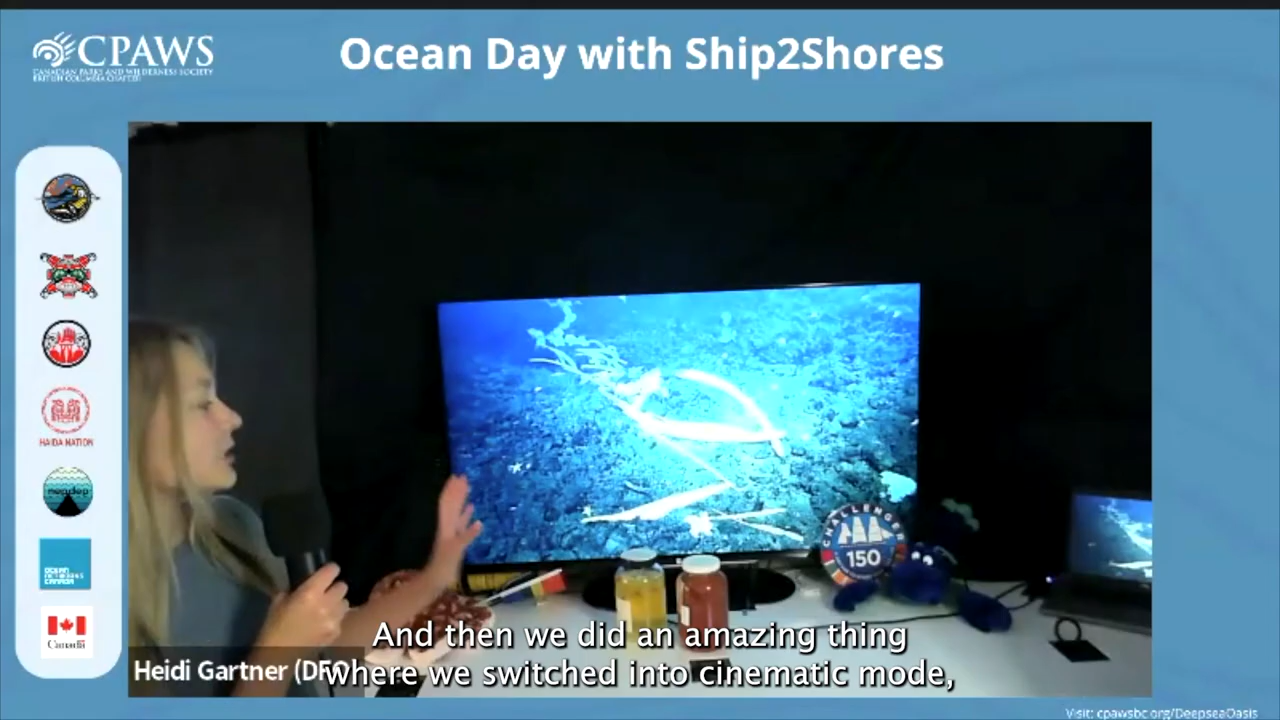 CPAWS
CANADIAN PARKS AND WILDERNESS SOCIETY
BRITISH COLUMBIA CHAPTER
Ocean Day with Ship2Shores
HAIDA NATION
nepdep
OCEAN
NETWORKS
CANADA
Canada
CHALLENGER
150
And then we did an amazing thing
where we switched into cinematic mode,
Heidi Gartner (DFO
Visit: cpawsbc.org/DeepseaOasis